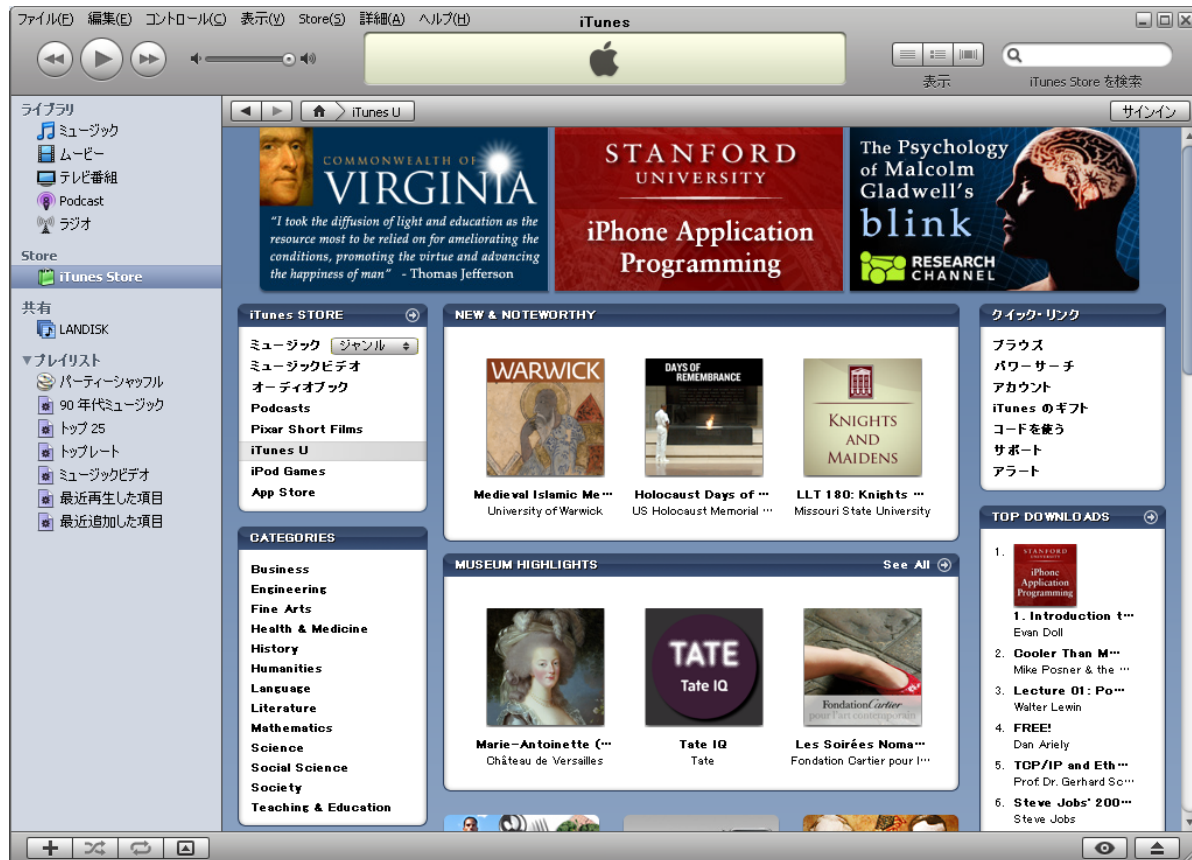 ファイル(F) 編集(E) コントロール(C) 表示(V) Store(S) 詳細(A) ヘルプ(H)
iTunes
表示
iTunes Store を検索
ライブラリ
ミュージック
ムービー
テレビ番組
Podcast
ラジオ
Store
iTunes Store
共有
LANDISK
プレイリスト
パーティーシャッフル
90 年代ミュージック
トップ 25
トップレート
ミュージックビデオ
最近再生した項目
最近追加した項目
iTunes U
サインイン
COMMONWEALTH OF
VIRGINIA
"I took the diffusion of light and education as the
resource most to be relied on for ameliorating the
conditions, promoting the virtue and advancing
the happiness of man" - Thomas Jefferson
STANFORD
UNIVERSITY
iPhone Application
Programming
The Psychology
of Malcolm
Gladwell's
blink
RESEARCH
CHANNEL
iTunes STORE
ミュージック ジャンル
ミュージックビデオ
オーディオブック
Podcasts
Pixar Short Films
iTunes U
iPod Games
App Store
CATEGORIES
Business
Engineering
Fine Arts
Health & Medicine
History
Humanities
Language
Literature
Mathematics
Science
Social Science
Society
Teaching & Education
NEW & NOTEWORTHY
WARWICK
Medieval Islamic Me…
University of Warwick
DAYS OF
REMEMBRANCE
Holocaust Days of …
US Holocaust Memorial …
KNIGHTS
AND
MAIDENS
LLT 180: Knights …
Missouri State University
MUSEUM HIGHLIGHTS
See All
Marie-Antoinette (…
Château de Versailles
TATE
Tate IQ
Tate IQ
Tate
FondationCartier
pour l'art contemporain
Les Soirées Noma…
Fondation Cartier pour l…
クイック・リンク
ブラウズ
パワーサーチ
アカウント
iTunes のギフト
コードを使う
サポート
アラート
TOP DOWNLOADS
1.
STANFORD
UNIVERSITY
iPhone
Application
Programming
1. Introduction t…
Evan Doll
2. Cooler Than M…
Mike Posner & the …
3. Lecture 01: Po…
Walter Lewin
4. FREE!
Dan Ariely
5. TCP/IP and Eth…
Prof. Dr. Gerhard Sc…
6. Steve Jobs' 200…
Steve Jobs